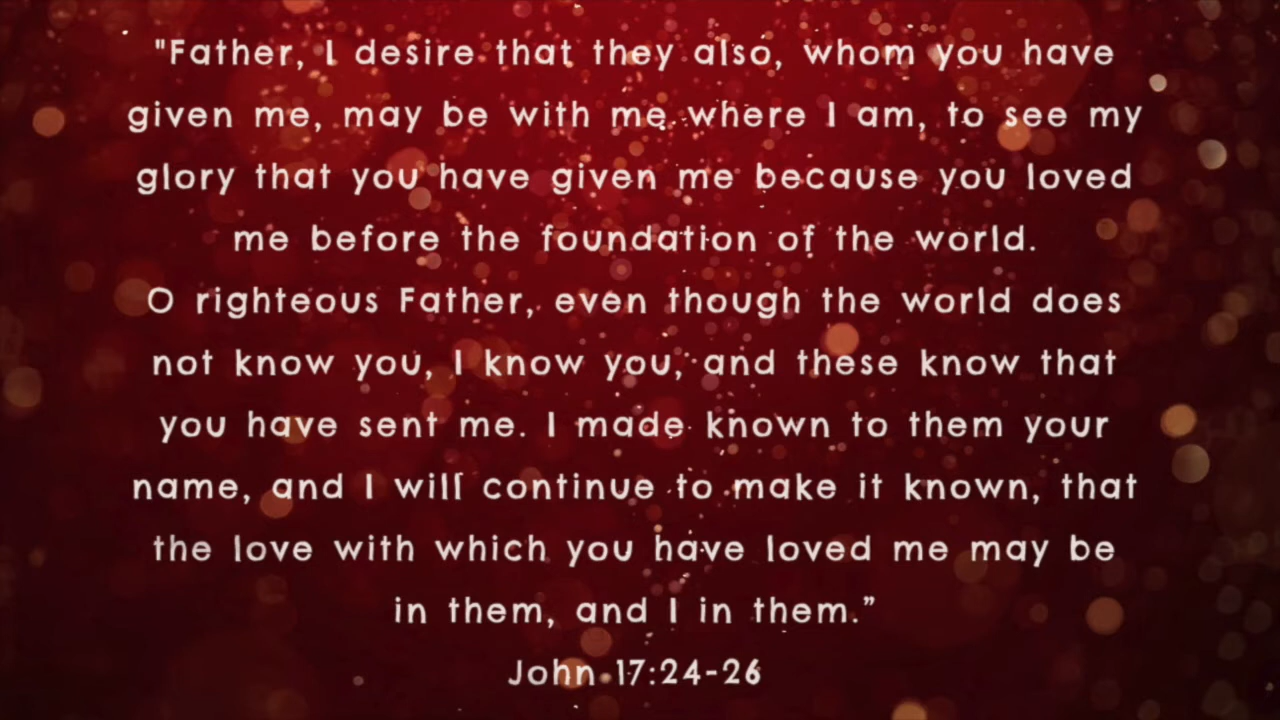 "Father, I desire that they also, whom you have
given me, may be with me where I am, to see my
glory that you have given me because you loved
me before the foundation of the world.
O righteous Father, even though the world does
not know you, I know you, and these know that
you have sent me. I made known to them your
name, and I will continue to make it known, that
the love with which you have loved me may be
in them, and I in them.”
John 17:24-26